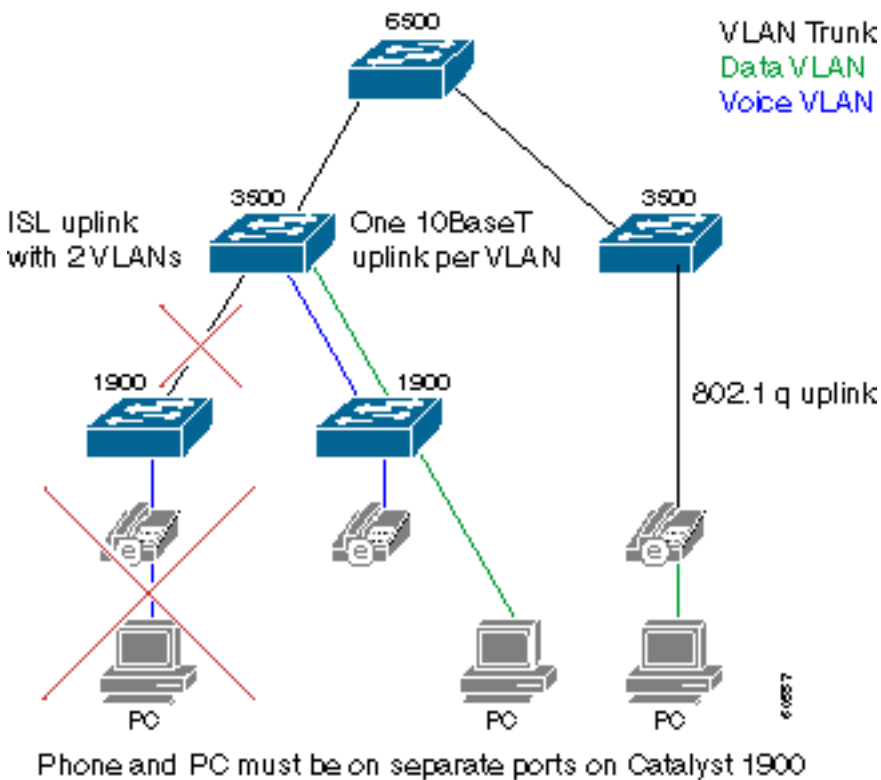 6500
VLAN Trunk
Data VLAN
Voice VLAN
3500
3500
ISL uplink
with 2 VLANs
One 10BaseT
uplink per VLAN
1900
1900
802.1 q uplink
e
e
e
PC
PC
PC
Phone and PC must be on separate ports on Catalyst 1900